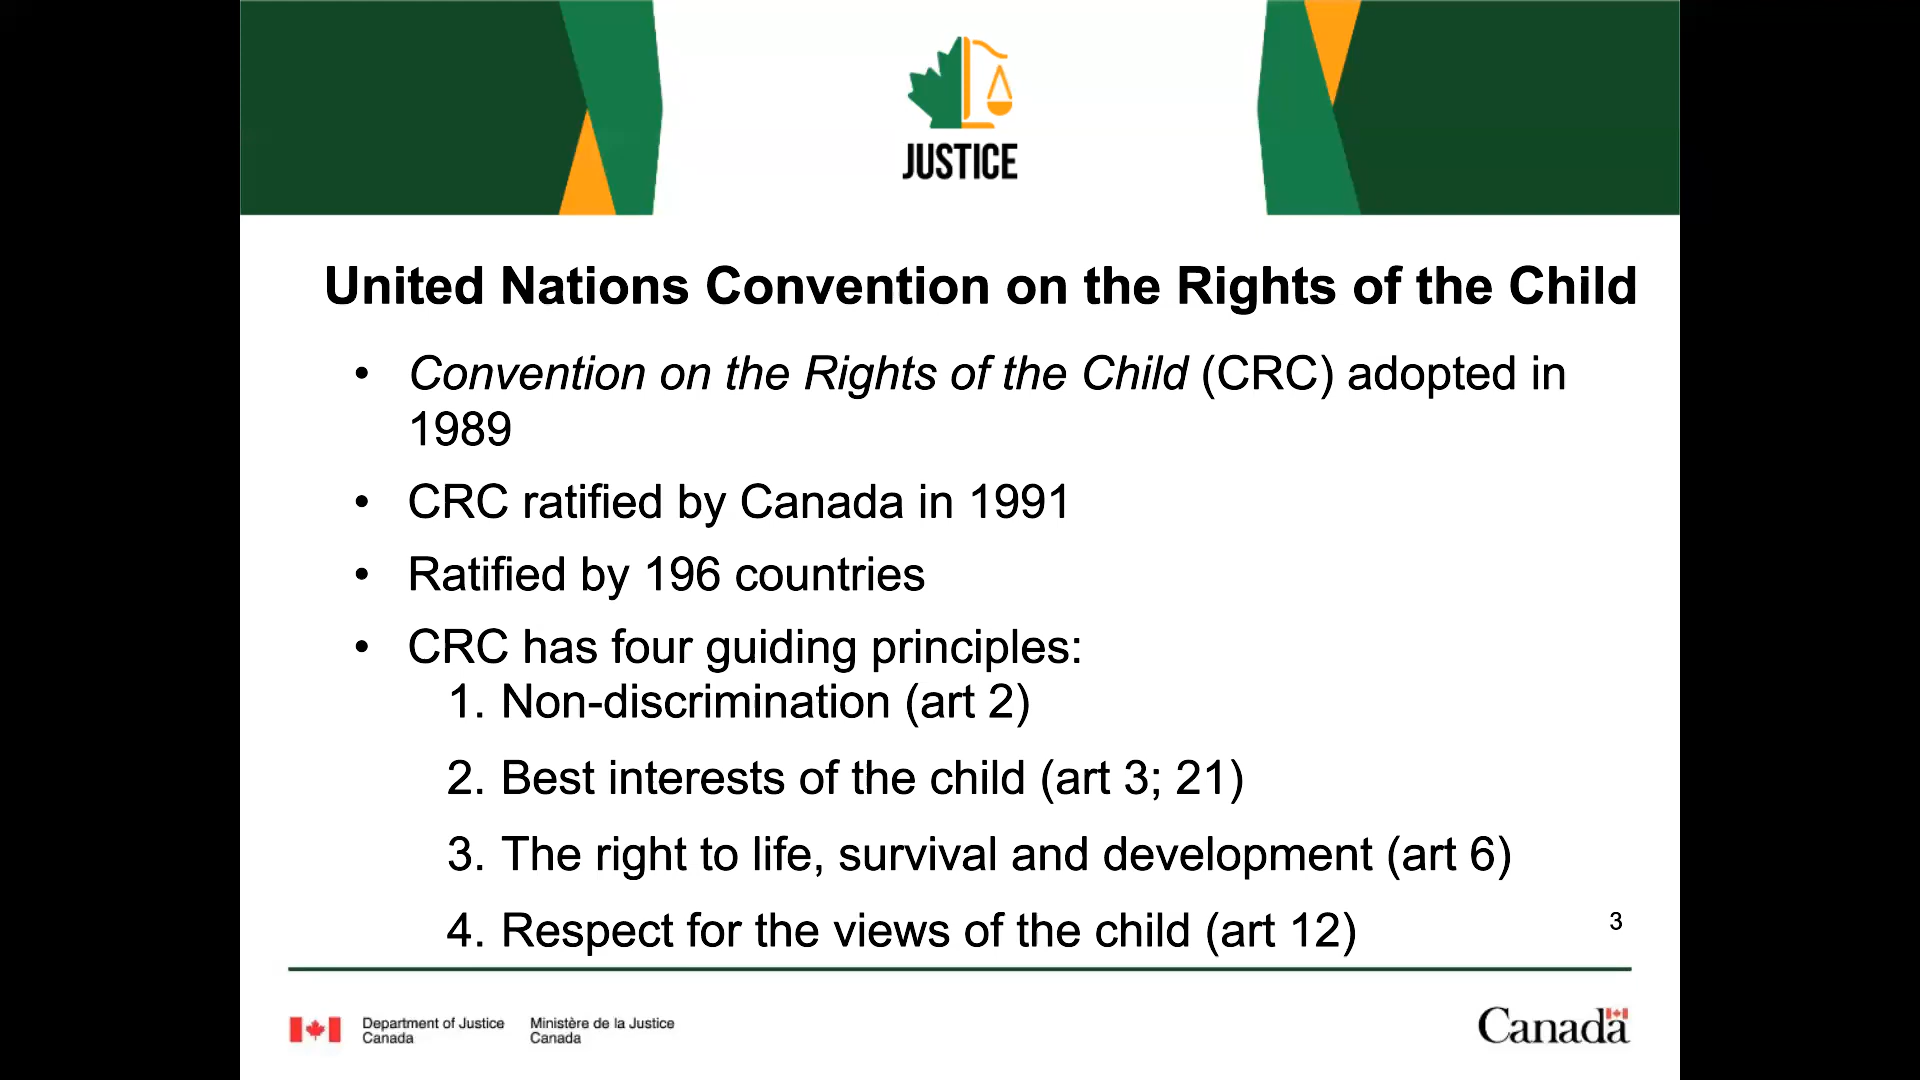 JUSTICE
United Nations Convention on the Rights of the Child
• Convention on the Rights of the Child (CRC) adopted in
1989
• CRC ratified by Canada in 1991
• Ratified by 196 countries
• CRC has four guiding principles:
1. Non-discrimination (art 2)
2. Best interests of the child (art 3; 21)
3. The right to life, survival and development (art 6)
4. Respect for the views of the child (art 12)
3
Department of Justice
Canada
Ministère de la Justice
Canada
Canada